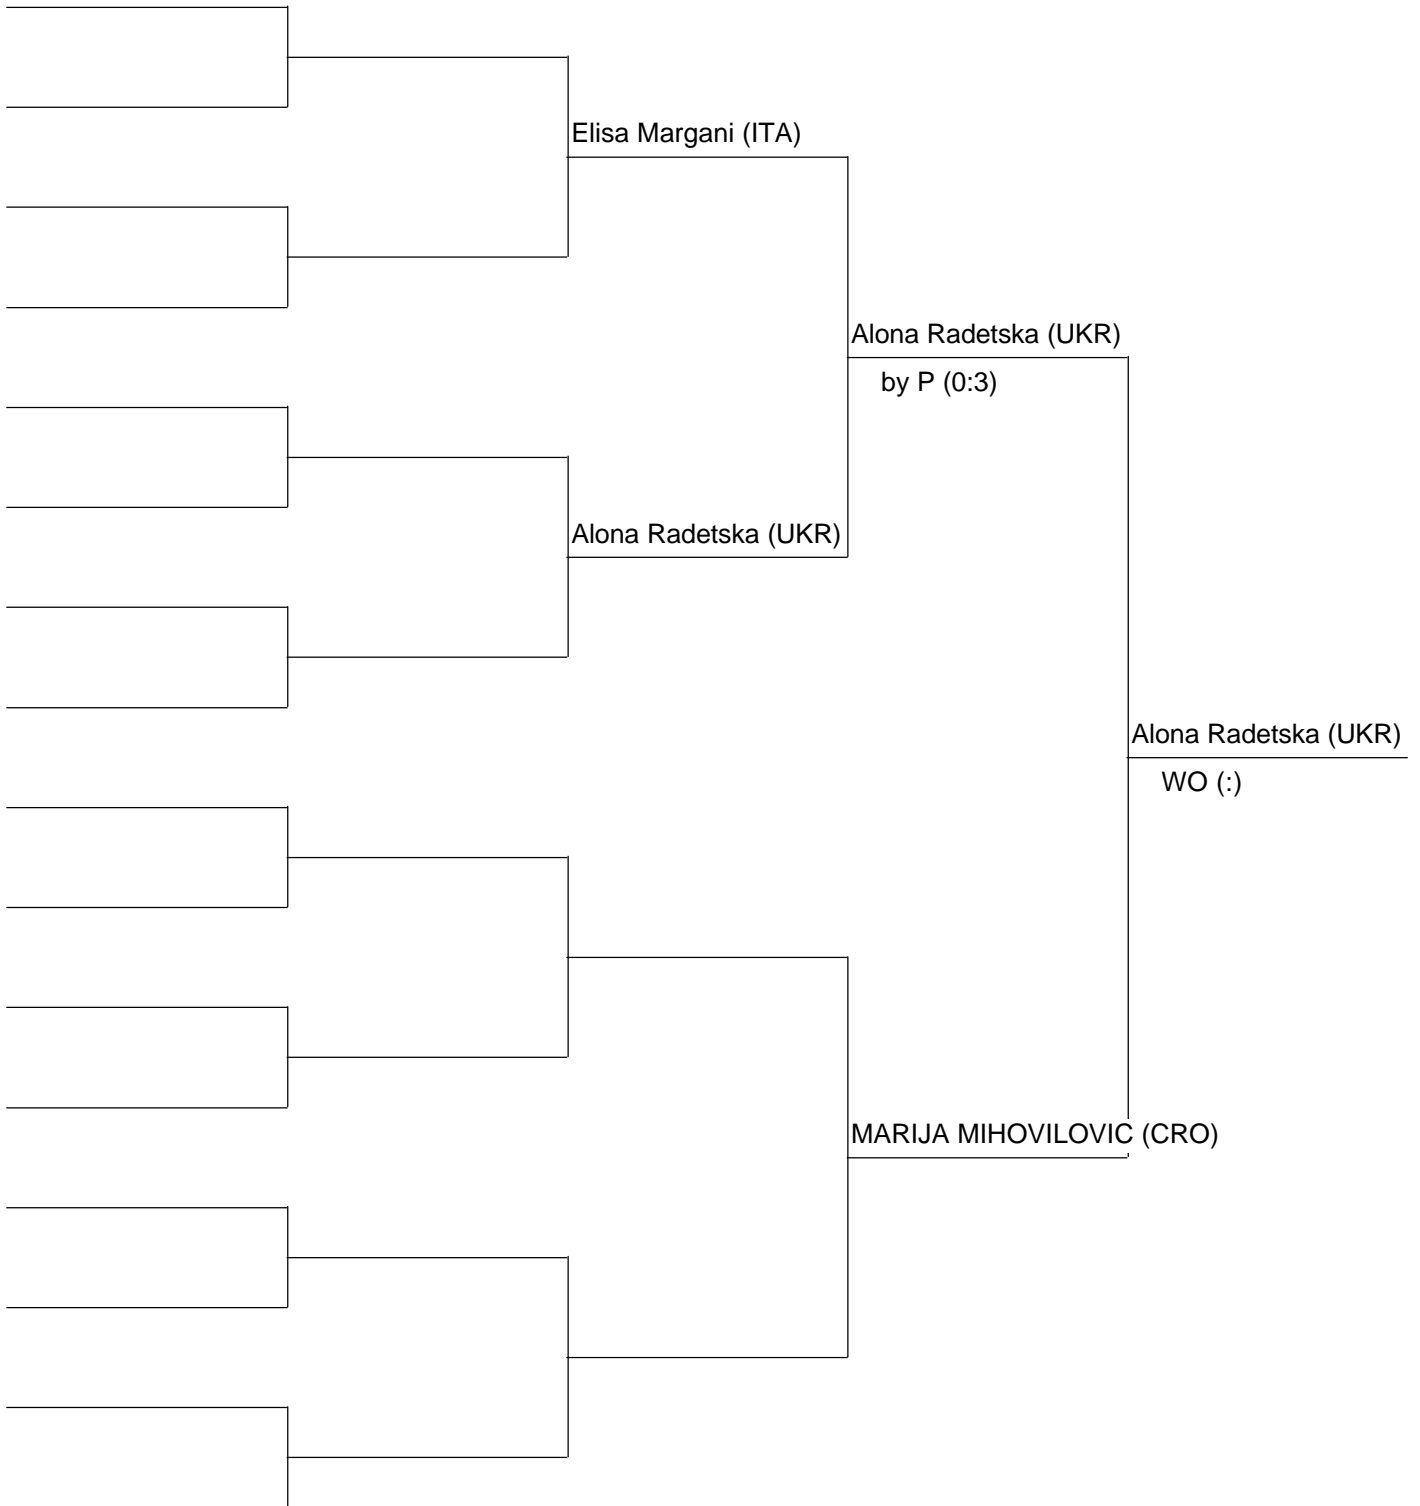 Elisa Margani (ITA)
Alona Radetska (UKR)
by P (0:3)
Alona Radetska (UKR)
Alona Radetska (UKR)
WO (:)
MARIJA MIHOVILOVIC (CRO)